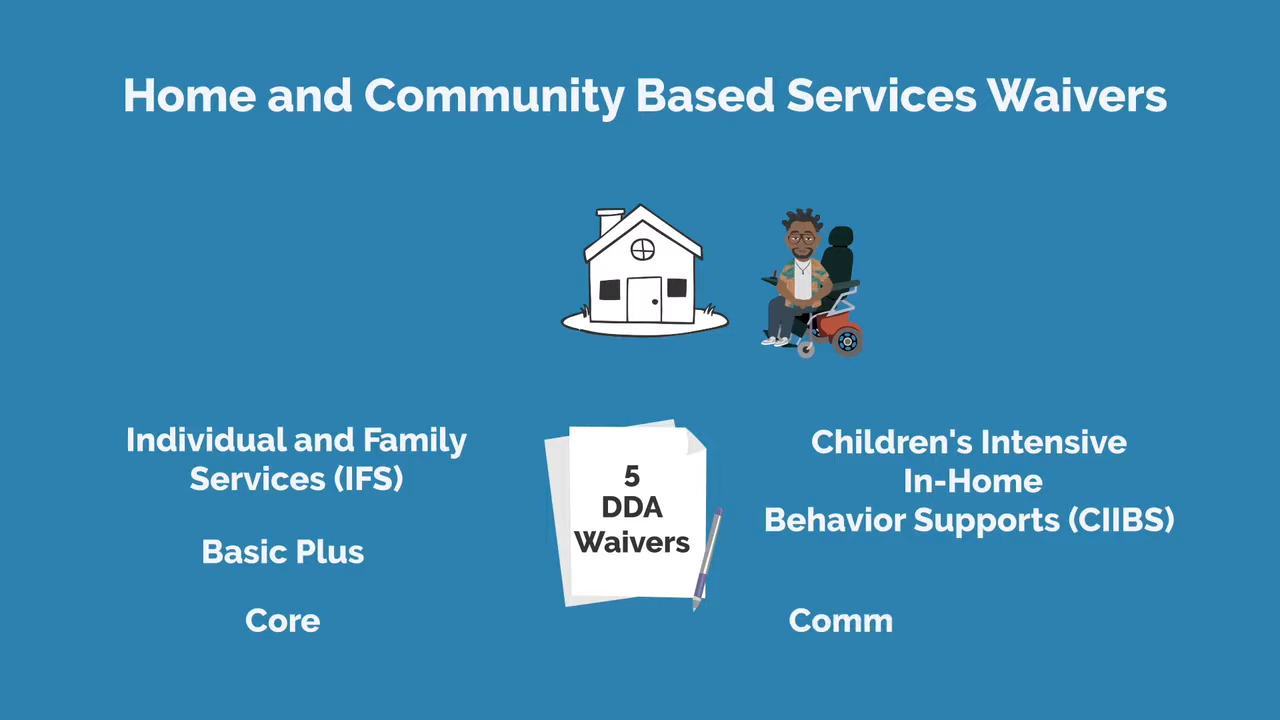 Home and Community Based Services Waivers
Individual and Family
Services (IFS)
Basic Plus
Core
5
DDA
Waivers
Children's Intensive
In-Home
Behavior Supports (CIIBS)
Comm